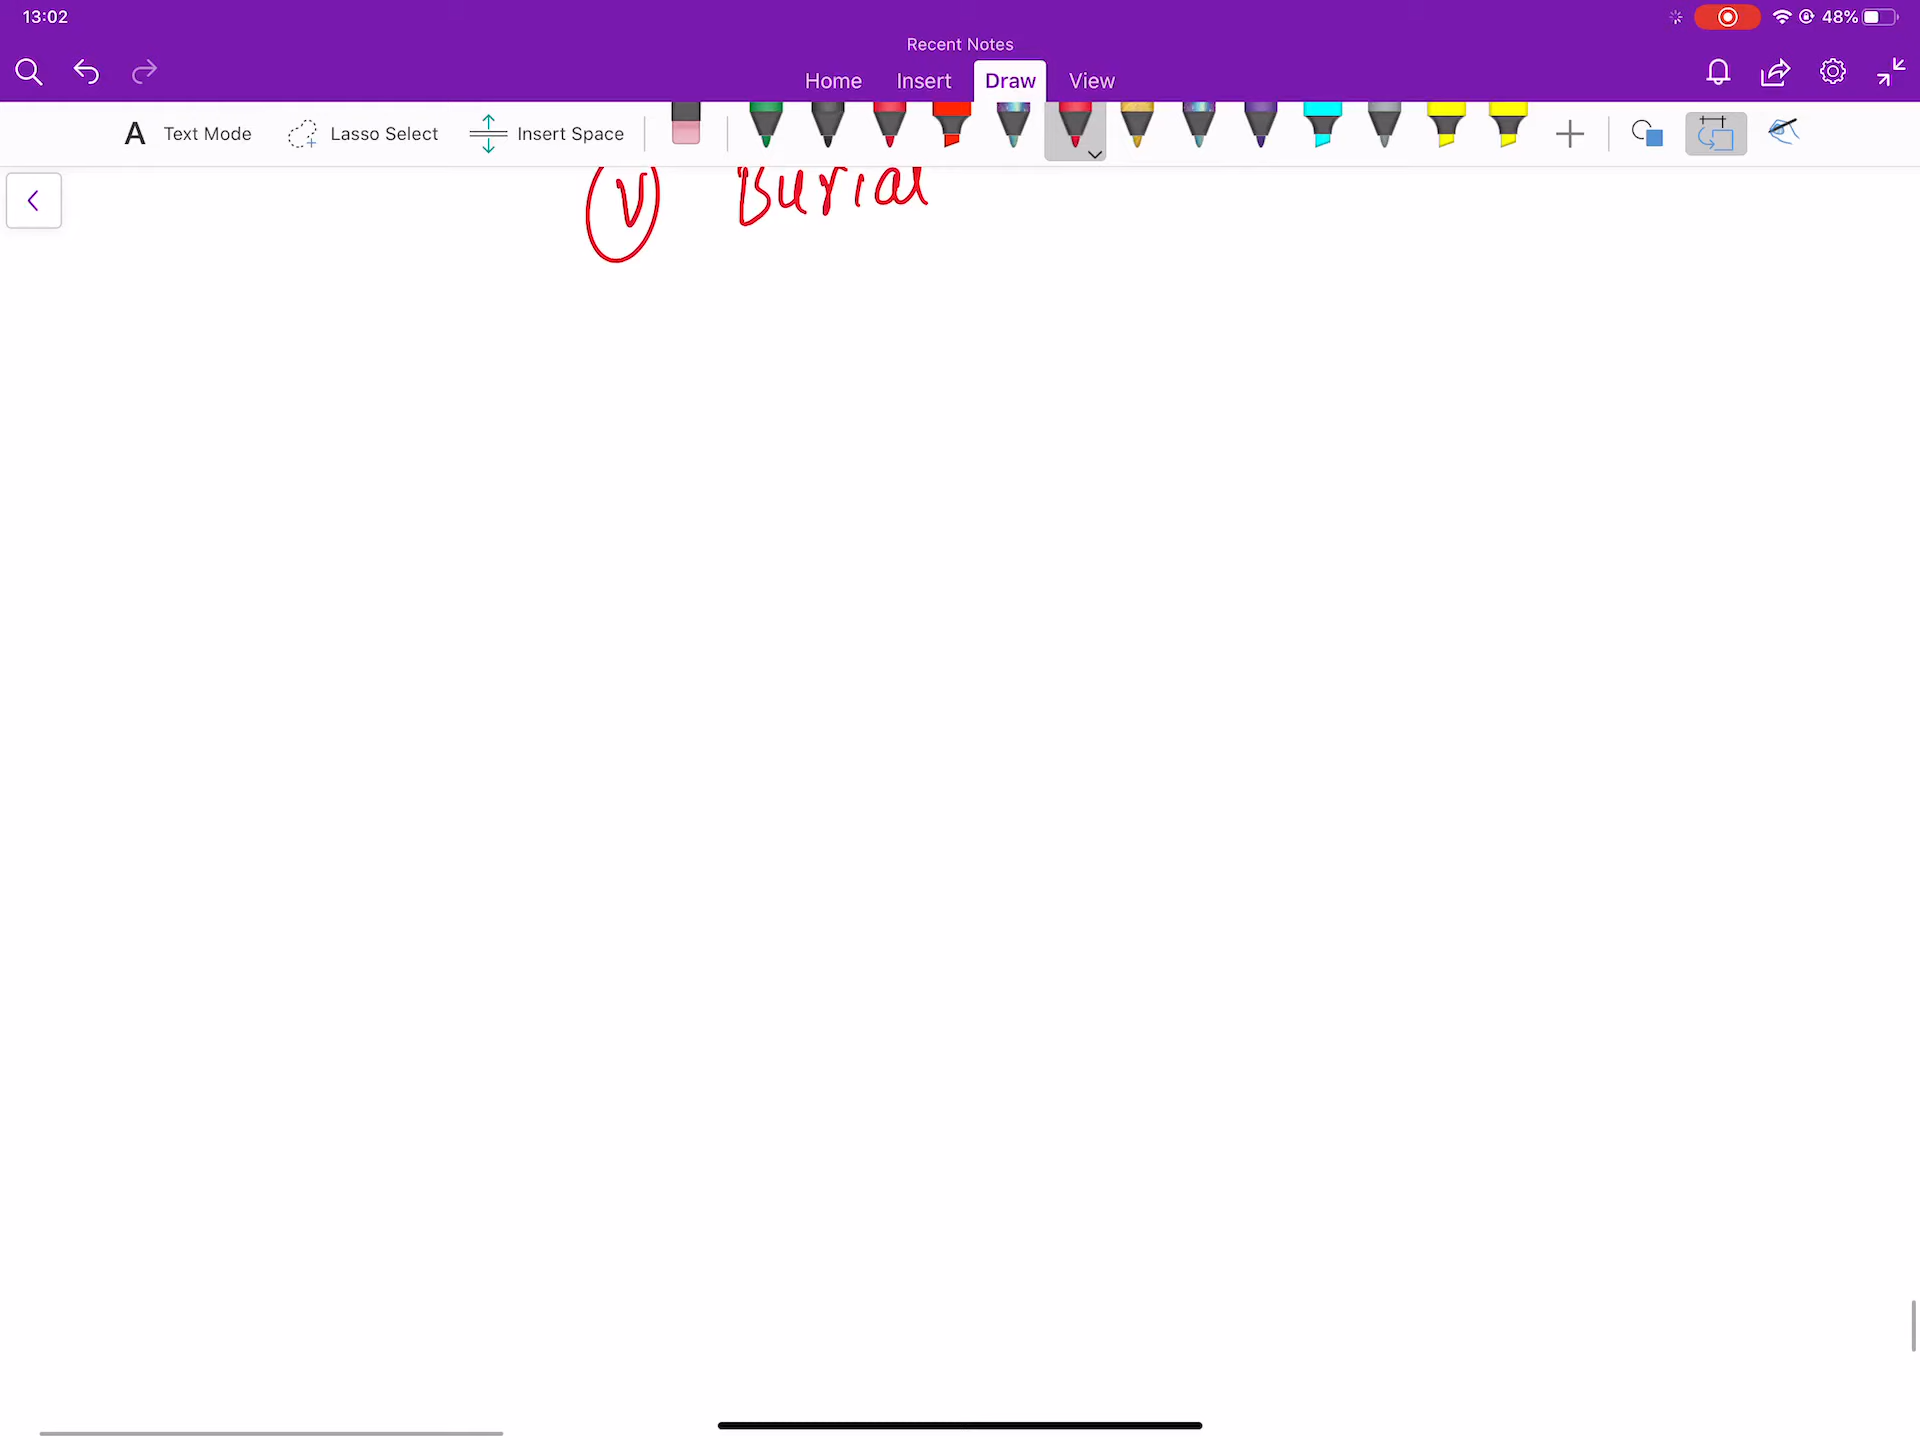 13:02
48%
Recent Notes
Home Insert Draw View
A Text Mode Lasso Select Insert Space
V Burial